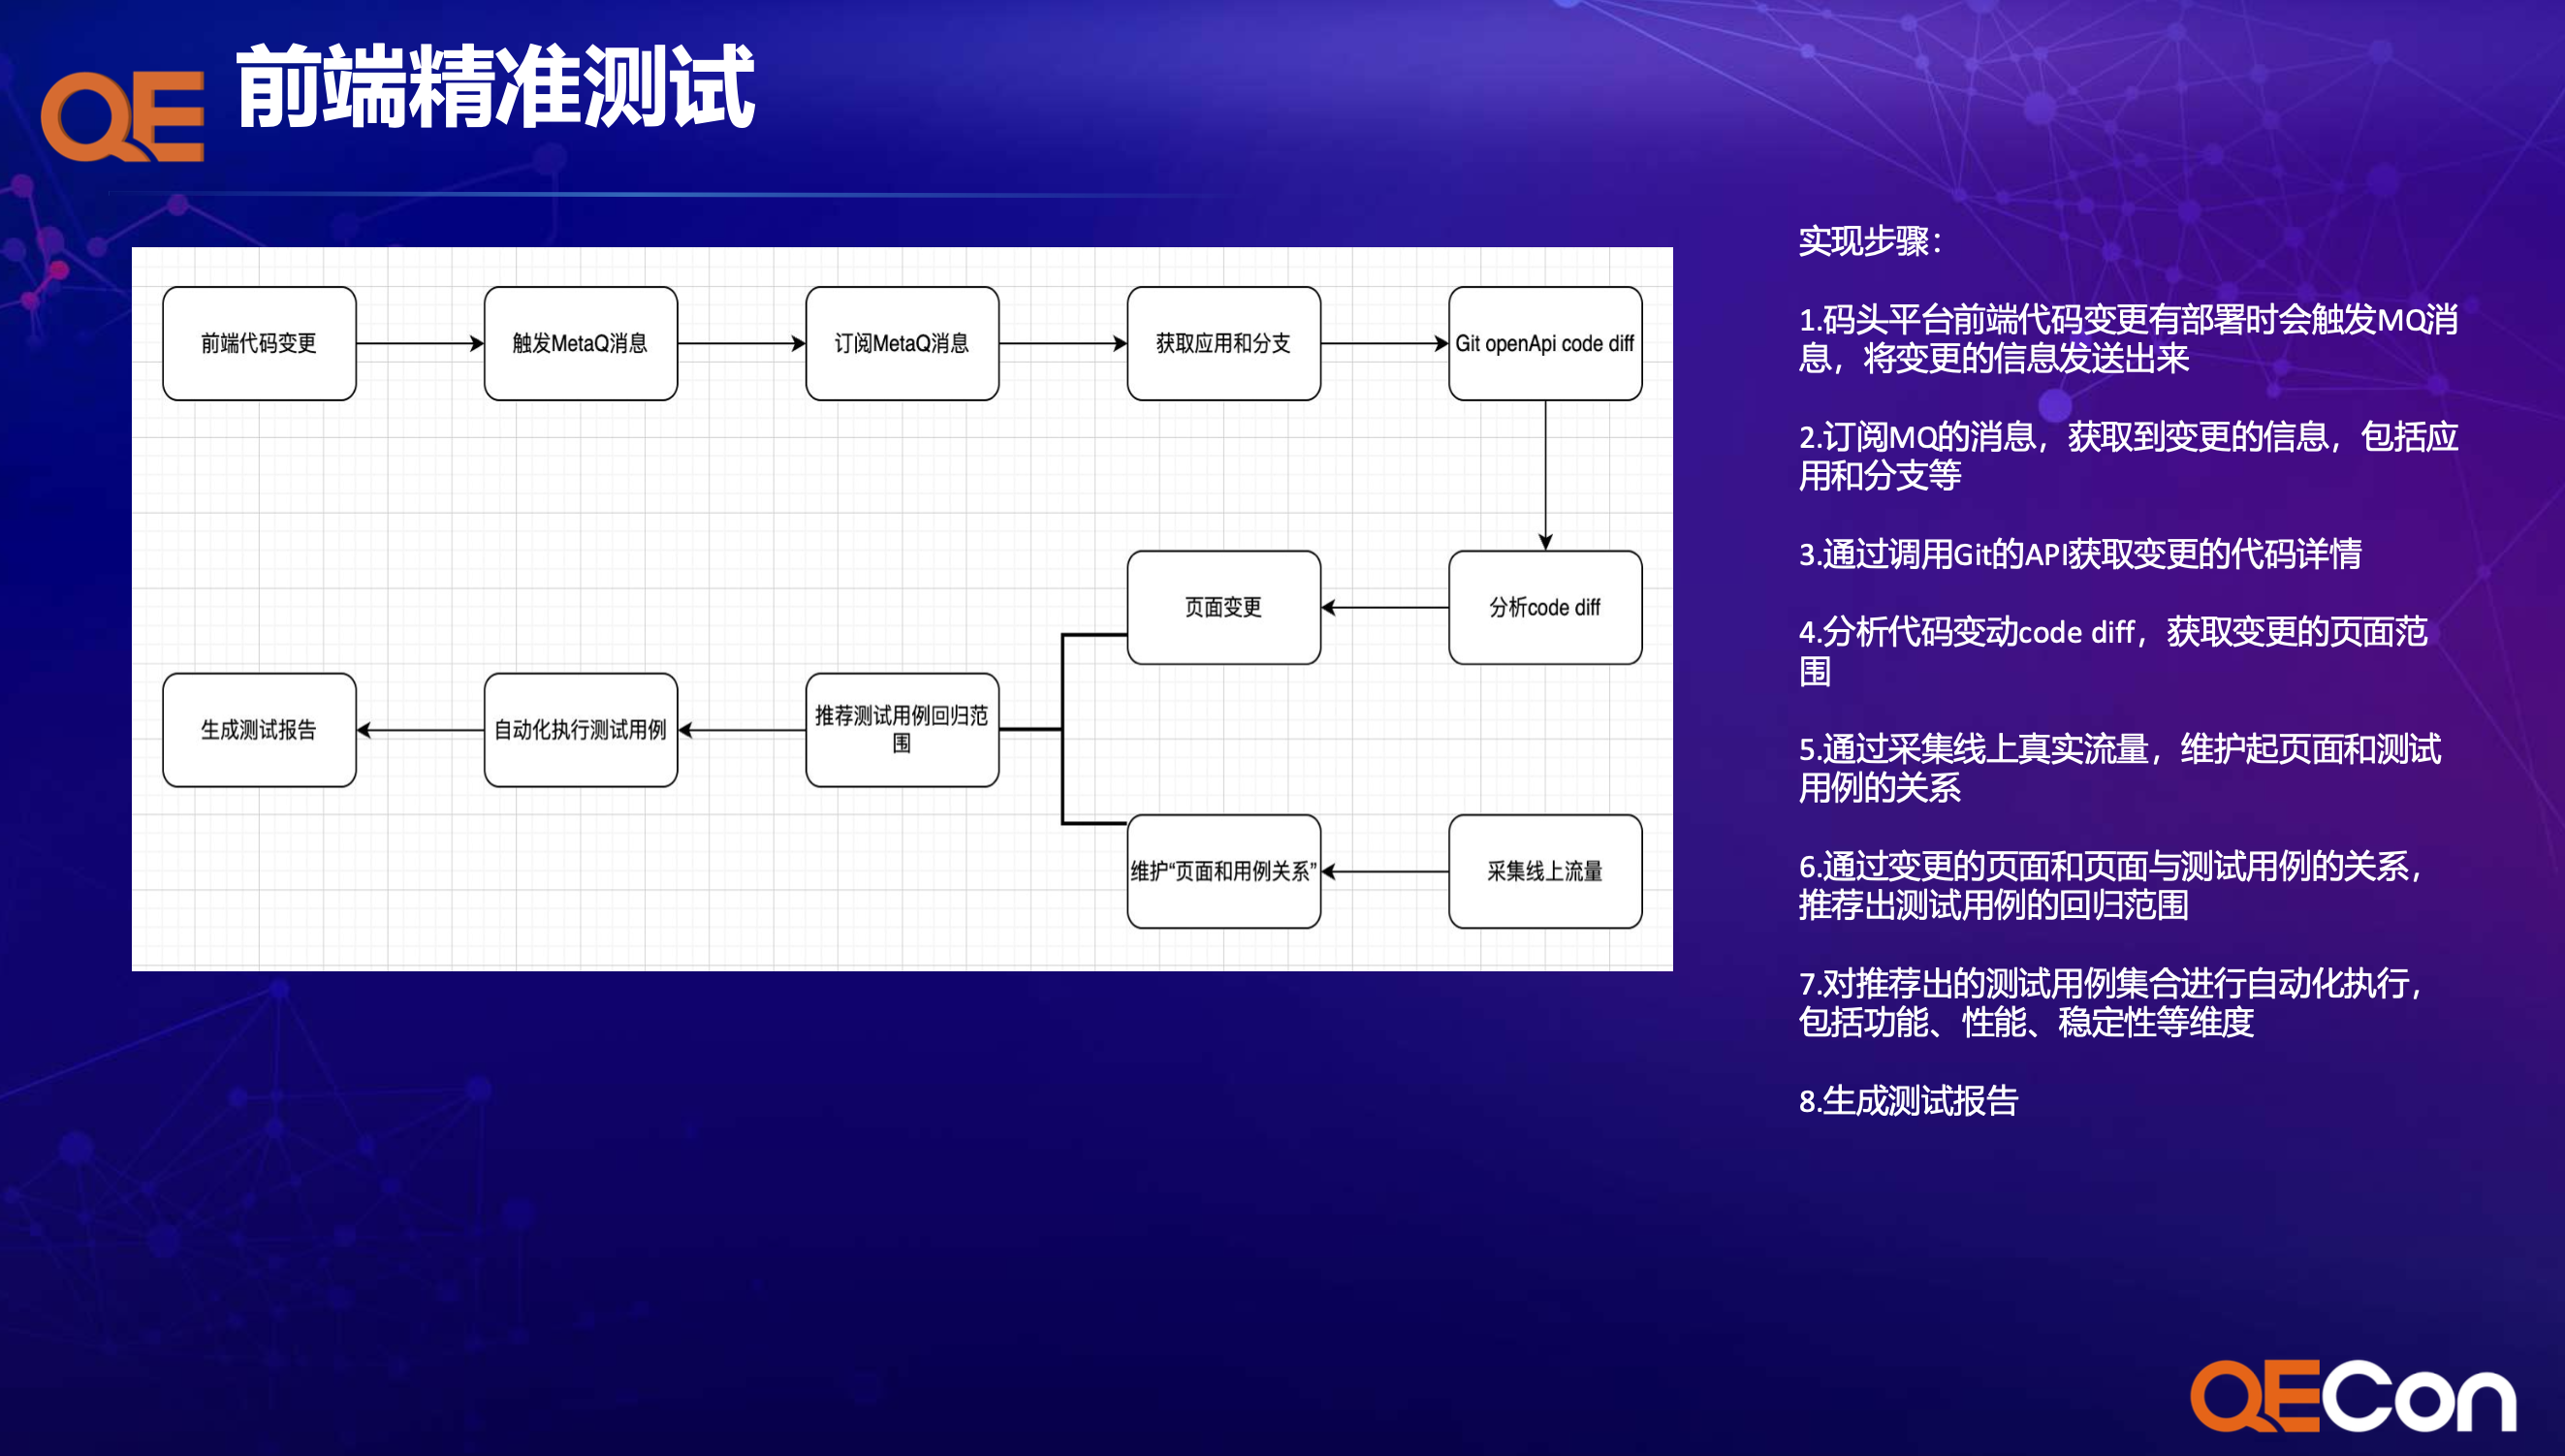 QE
前端精准测试
前端代码变更
触发MetaQ消息
订阅MetaQ消息
获取应用和分支
Git openApi code diff
页面变更
分析code diff
生成测试报告
自动化执行测试用例
推荐测试用例回归范
围
维护“页面和用例关系”
采集线上流量
实现步骤：
1.码头平台前端代码变更有部署时会触发MQ消
息，将变更的信息发送出来
2.订阅MQ的消息，获取到变更的信息，包括应
用和分支等
3.通过调用Git的API获取变更的代码详情
4.分析代码变动code diff，获取变更的页面范
围
5.通过采集线上真实流量，维护起页面和测试
用例的关系
6.通过变更的页面和页面与测试用例的关系，
推荐出测试用例的回归范围
7.对推荐出的测试用例集合进行自动化执行，
包括功能、性能、稳定性等维度
8.生成测试报告
QECon